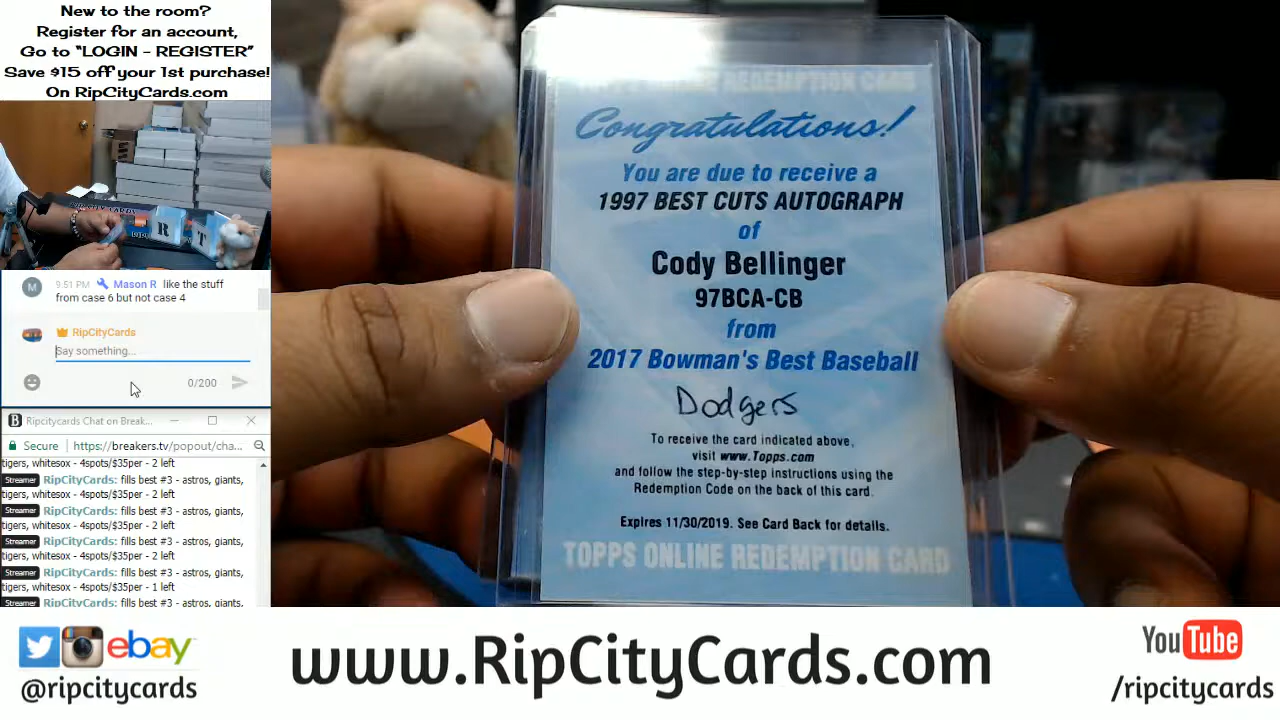 New to the room?
Register for an account,
Go to “LOGIN - REGISTER”
Save $15 off your 1st purchase!
On RipCityCards.com
RIP CITY CARDS
R T
M 9:51 PM Mason R like the stuff
from case 6 but not case 4
RipCityCards
Say something...
0/200
Ripcitycards Chat on Break...
Secure https://breakers.tv/popout/cha...
tigers, whitesox - 4spots/$35per - 2 left
Streamer RipCityCards: fills best #3 - astros, giants,
tigers, whitesox - 4spots/$35per - 2 left
Streamer RipCityCards: fills best #3 - astros, giants,
tigers, whitesox - 4spots/$35per - 2 left
Streamer RipCityCards: fills best #3 - astros, giants,
tigers, whitesox - 4spots/$35per - 2 left
Streamer RipCityCards: fills best #3 - astros, giants,
tigers, whitesox - 4spots/$35per - 1 left
Streamer RipCityCards: fills best #3 - astros, giants,
TOPPS ONLINE REDEMPTION CARD
Congratulations!
You are due to receive a
1997 BEST CUTS AUTOGRAPH
of
Cody Bellinger
97BCA-CB
from
2017 Bowman's Best Baseball
Dodgers
To receive the card indicated above,
visit www.Topps.com
and follow the step-by-step instructions using the
Redemption Code on the back of this card.
Expires 11/30/2019. See Card Back for details.
TOPPS ONLINE REDEMPTION CARD
ebay
@ripcitycards
www.RipCityCards.com
YouTube
/ripcitycards